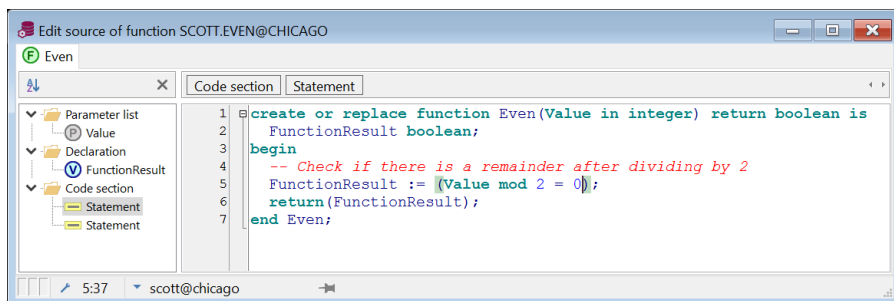 Edit source of function SCOTT.EVEN@CHICAGO
F Even
Code section Statement
Parameter list
P Value
Declaration
V FunctionResult
Code section
Statement
Statement
1 create or replace function Even(Value in integer) return boolean is
2 FunctionResult boolean;
3 begin
4 -- Check if there is a remainder after dividing by 2
5 FunctionResult := (Value mod 2 = 0);
6 return(FunctionResult);
7 end Even;
5:37 scott@chicago